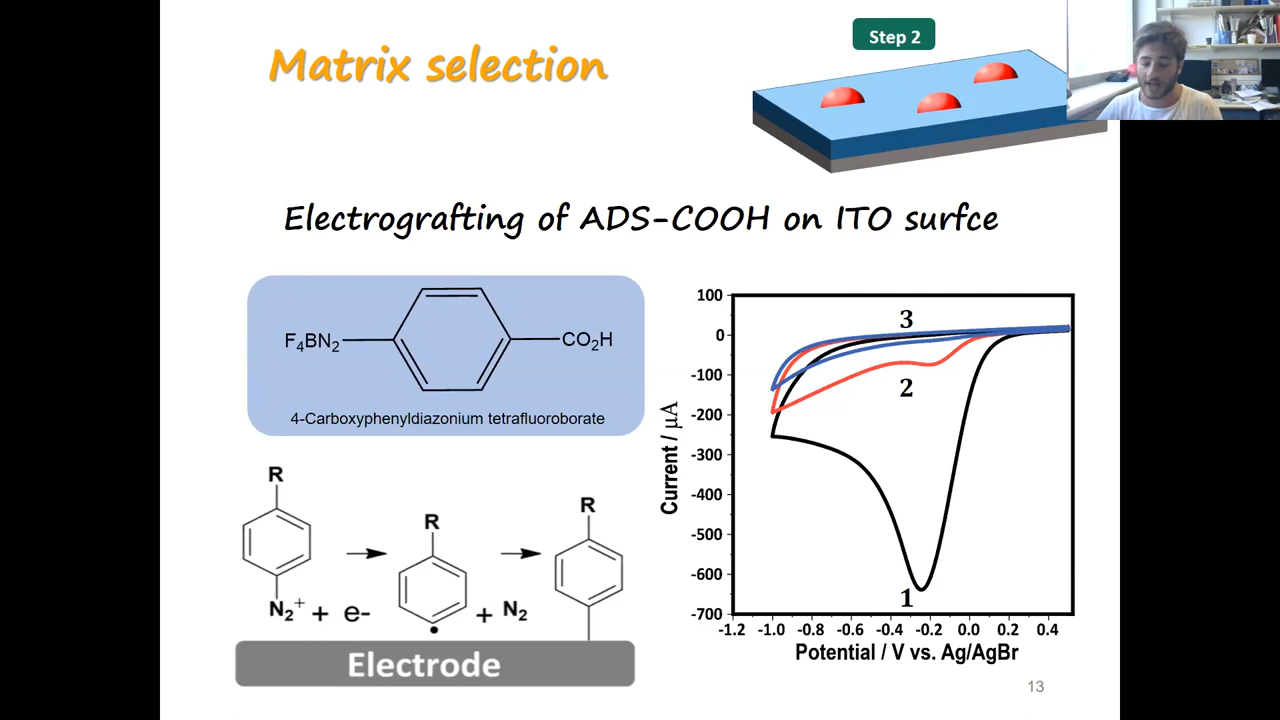 Matrix selection
Step 2
Electrografting of ADS-COOH on ITO surfce
F₄BN₂
CO₂H
4-Carboxyphenyldiazonium tetrafluoroborate
R
R
R
N₂⁺ + e-
+ N₂
Electrode
100
0
-100
-200
-300
-400
-500
-600
-700
Current / μA
3
2
1
-1.2 -1.0 -0.8 -0.6 -0.4 -0.2 0.0 0.2 0.4
Potential / V vs. Ag/AgBr
13